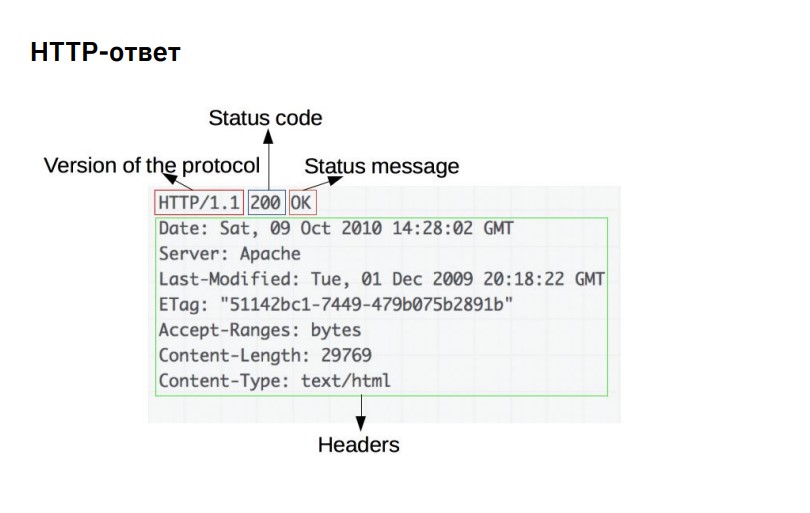 HTTP-ответ
Status code
Version of the protocol
Status message
HTTP/1.1 200 OK
Date: Sat, 09 Oct 2010 14:28:02 GMT
Server: Apache
Last-Modified: Tue, 01 Dec 2009 20:18:22 GMT
ETag: "51142bc1-7449-479b075b2891b"
Accept-Ranges: bytes
Content-Length: 29769
Content-Type: text/html
Headers